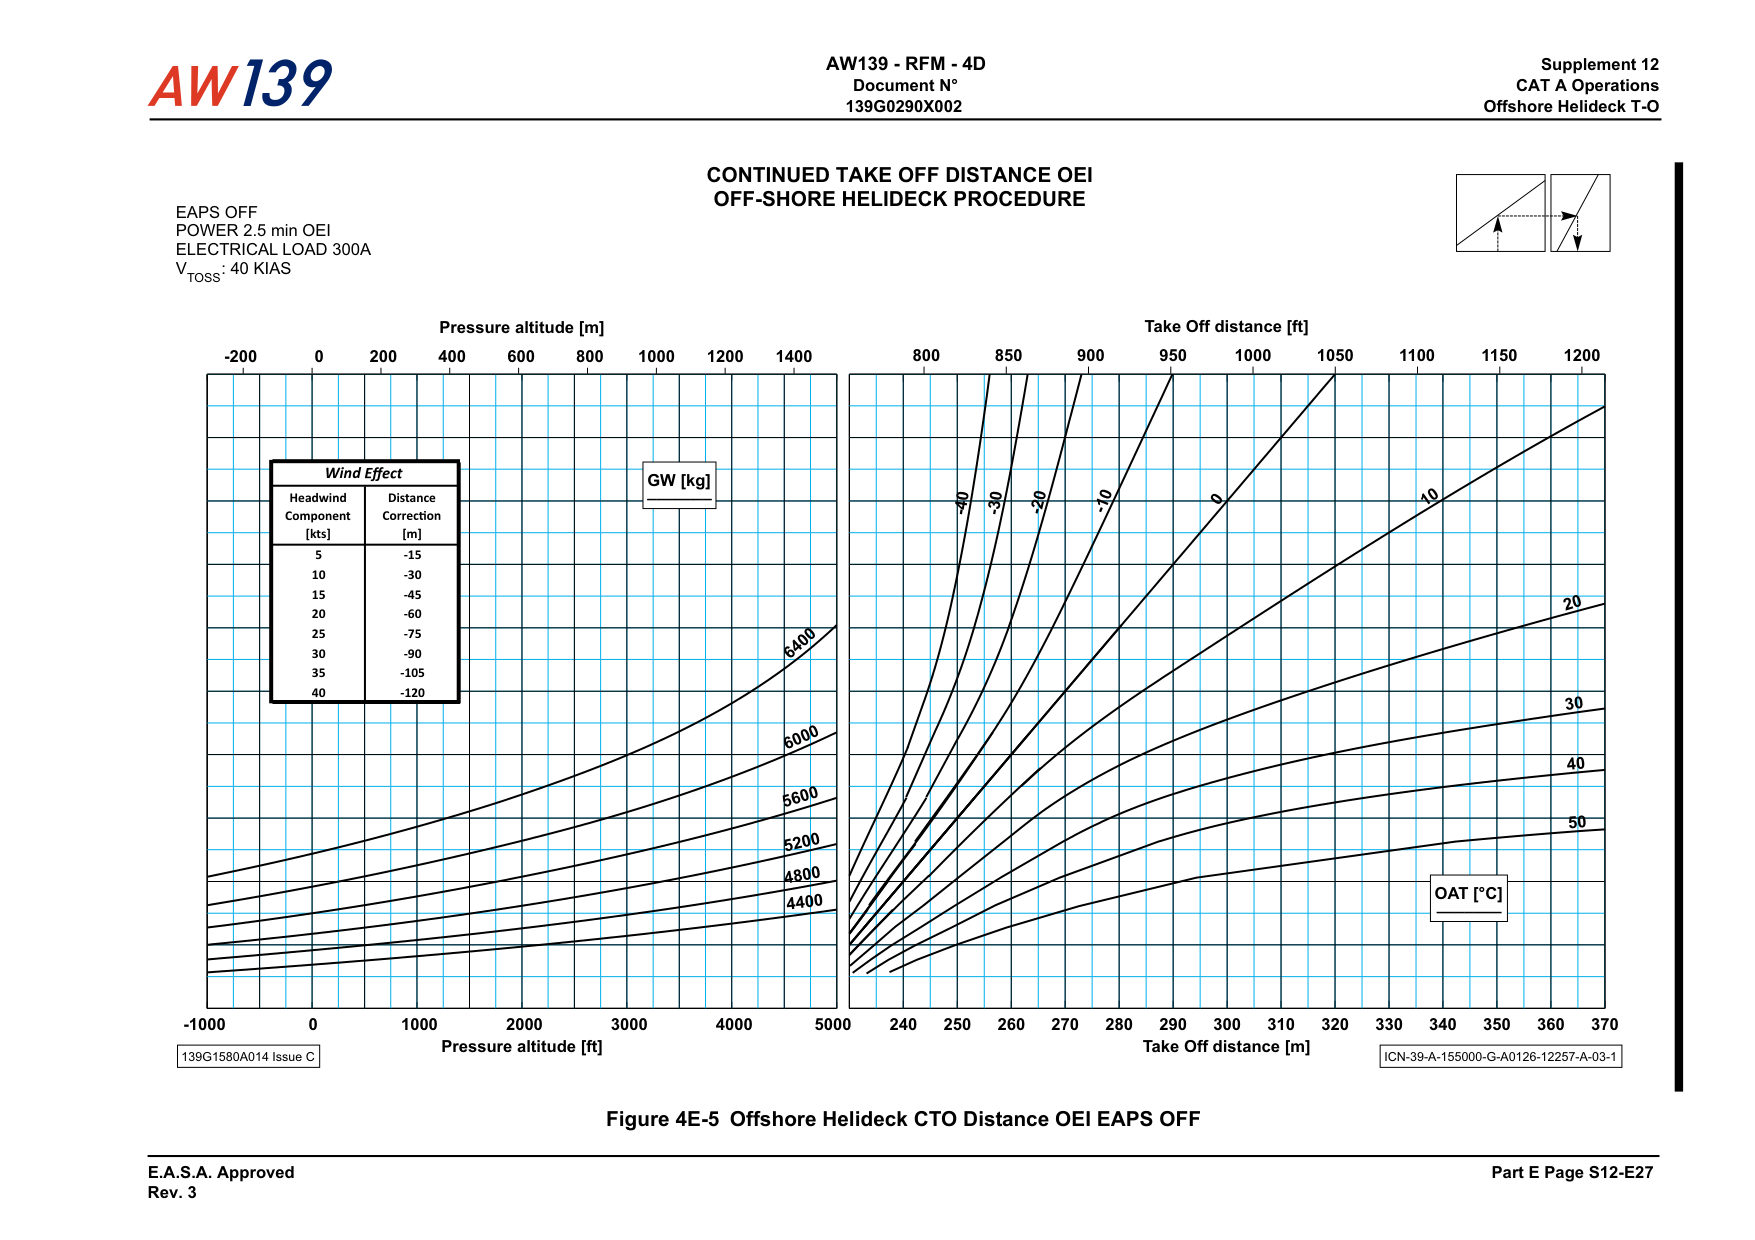 AW139
AW139 - RFM - 4D
Document N°
139G0290X002
Supplement 12
CAT A Operations
Offshore Helideck T-O
CONTINUED TAKE OFF DISTANCE OEI
OFF-SHORE HELIDECK PROCEDURE
EAPS OFF
POWER 2.5 min OEI
ELECTRICAL LOAD 300A
VTOSS: 40 KIAS
Pressure altitude [m]
-200 0 200 400 600 800 1000 1200 1400
Take Off distance [ft]
800 850 900 950 1000 1050 1100 1150 1200
Wind Effect
Headwind Component [kts] Distance Correction [m]
5 -15
10 -30
15 -45
20 -60
25 -75
30 -90
35 -105
40 -120
GW [kg]
6400
6000
5600
5200
4800
4400
-40 -30 -20 -10 0 10
20
30
40
50
OAT [°C]
-1000 0 1000 2000 3000 4000 5000
Pressure altitude [ft]
240 250 260 270 280 290 300 310 320 330 340 350 360 370
Take Off distance [m]
139G1580A014 Issue C
ICN-39-A-155000-G-A0126-12257-A-03-1
Figure 4E-5 Offshore Helideck CTO Distance OEI EAPS OFF
E.A.S.A. Approved
Rev. 3
Part E Page S12-E27